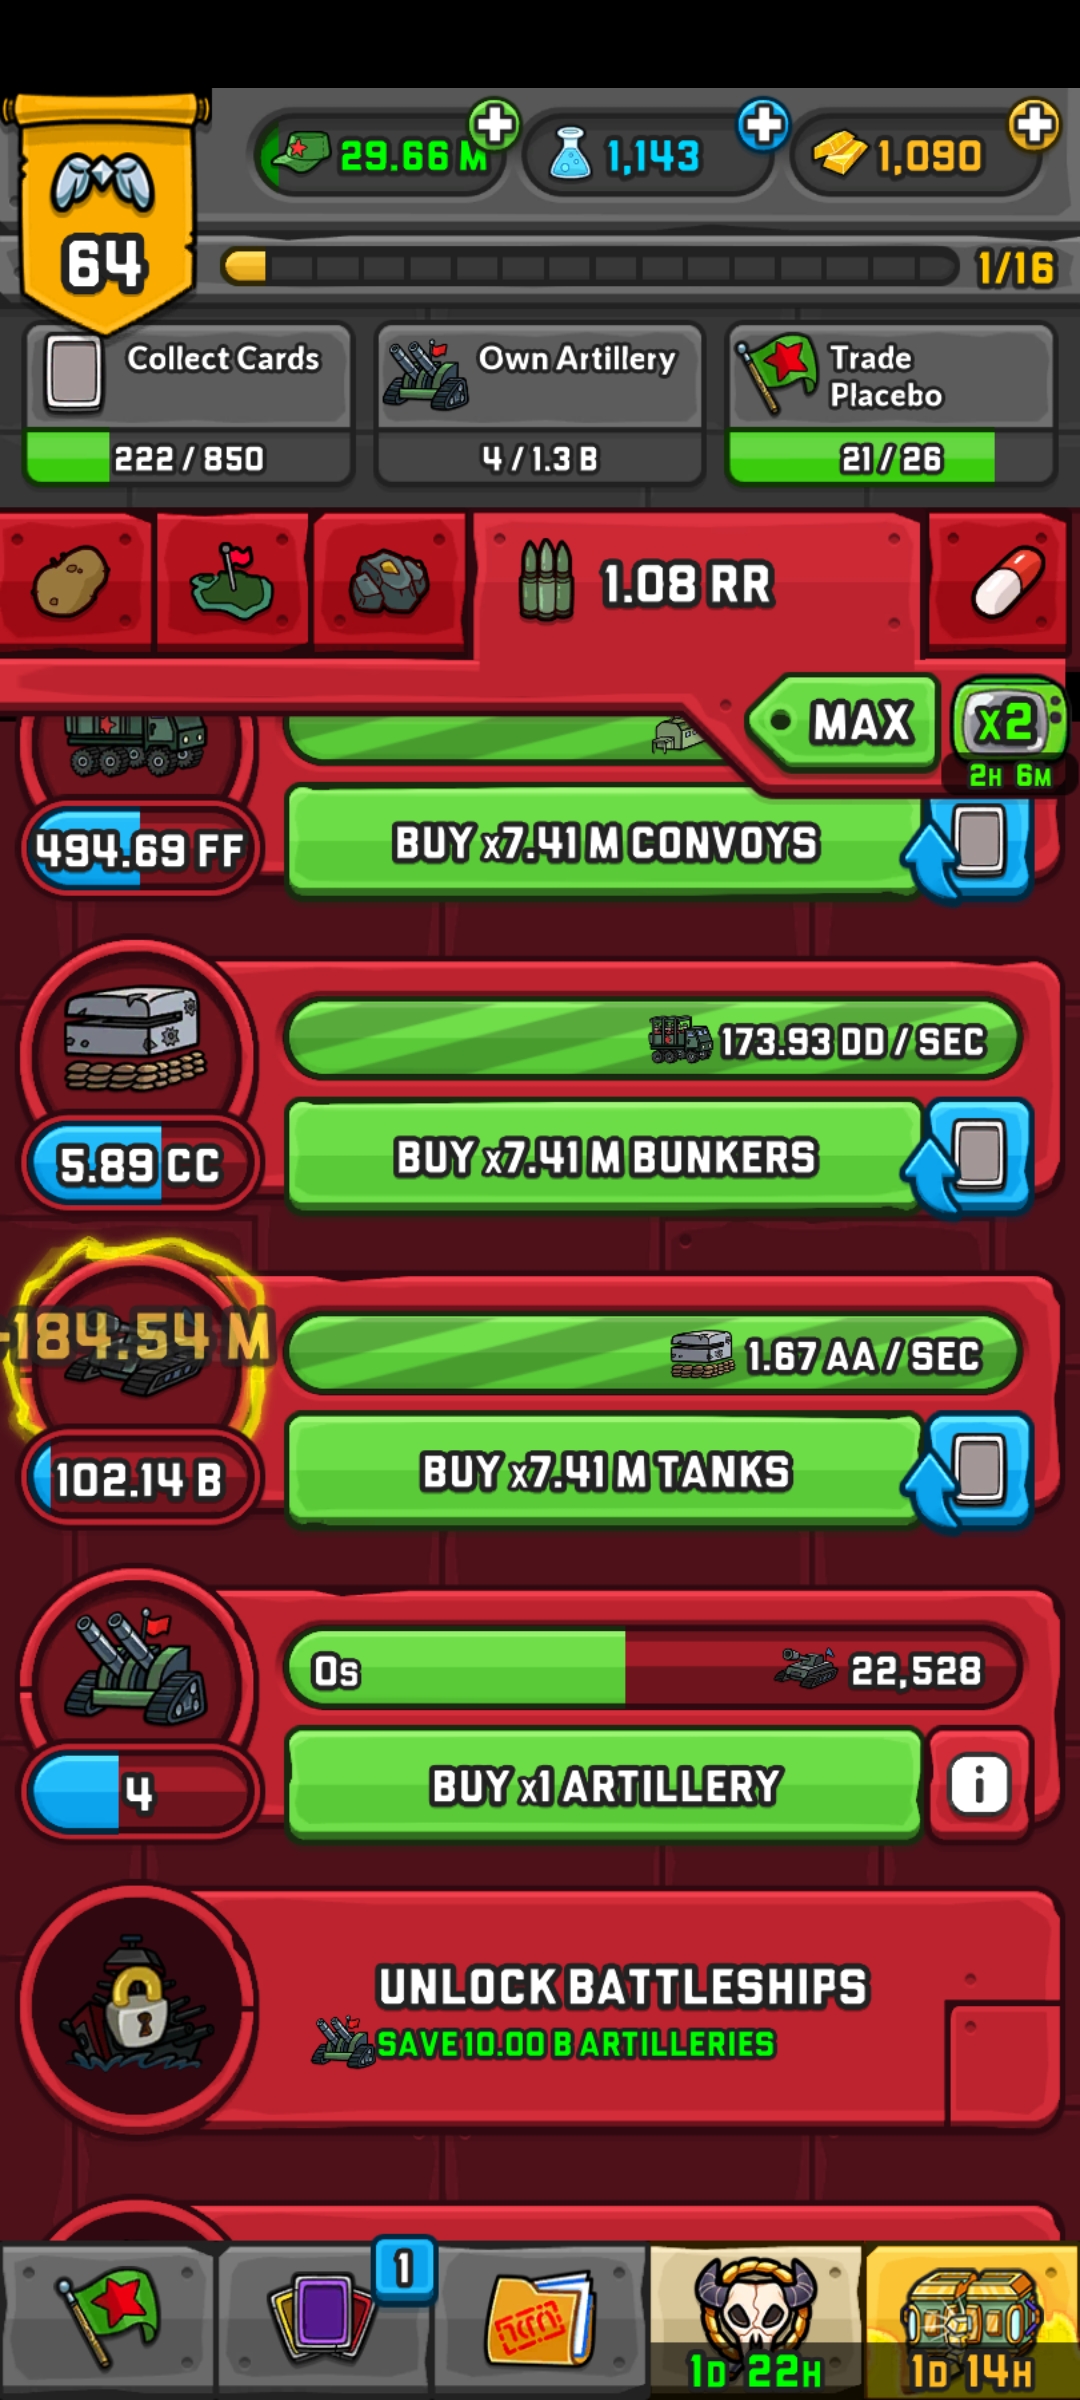 29.66 M
1,143
1,090
64
1/16
Collect Cards
222 / 850
Own Artillery
4 / 1.3 B
Trade
Placebo
21 / 26
1.08 RR
MAX
x2
2H 6M
494.69 FF
BUY x7.41 M CONVOYS
173.93 DD / SEC
5.89 CC
BUY x7.41 M BUNKERS
-184.54 M
1.67 AA / SEC
102.14 B
BUY x7.41 M TANKS
0s
22,528
4
BUY x1 ARTILLERY
i
UNLOCK BATTLESHIPS
SAVE 10.00 B ARTILLERIES
1
1D 22H
1D 14H